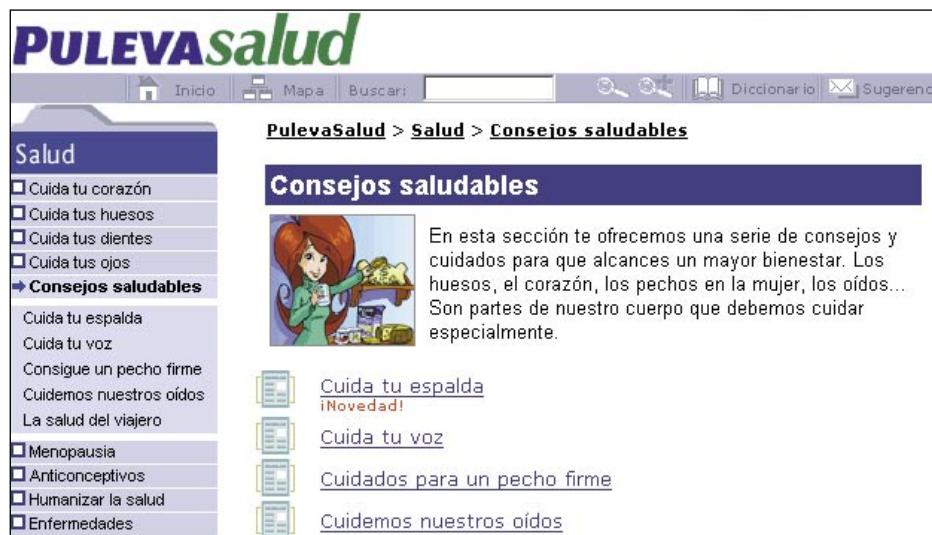 PULEVAsalud
Inicio Mapa Buscar: Diccionario Sugerenc
PulevaSalud > Salud > Consejos saludables
Salud
Cuida tu corazón
Cuida tus huesos
Cuida tus dientes
Cuida tus ojos
Consejos saludables
Cuida tu espalda
Cuida tu voz
Consigue un pecho firme
Cuidemos nuestros oídos
La salud del viajero
Menopausia
Anticonceptivos
Humanizar la salud
Enfermedades
Consejos saludables
En esta sección te ofrecemos una serie de consejos y
cuidados para que alcances un mayor bienestar. Los
huesos, el corazón, los pechos en la mujer, los oídos...
Son partes de nuestro cuerpo que debemos cuidar
especialmente.
Cuida tu espalda
¡Novedad!
Cuida tu voz
Cuidados para un pecho firme
Cuidemos nuestros oídos